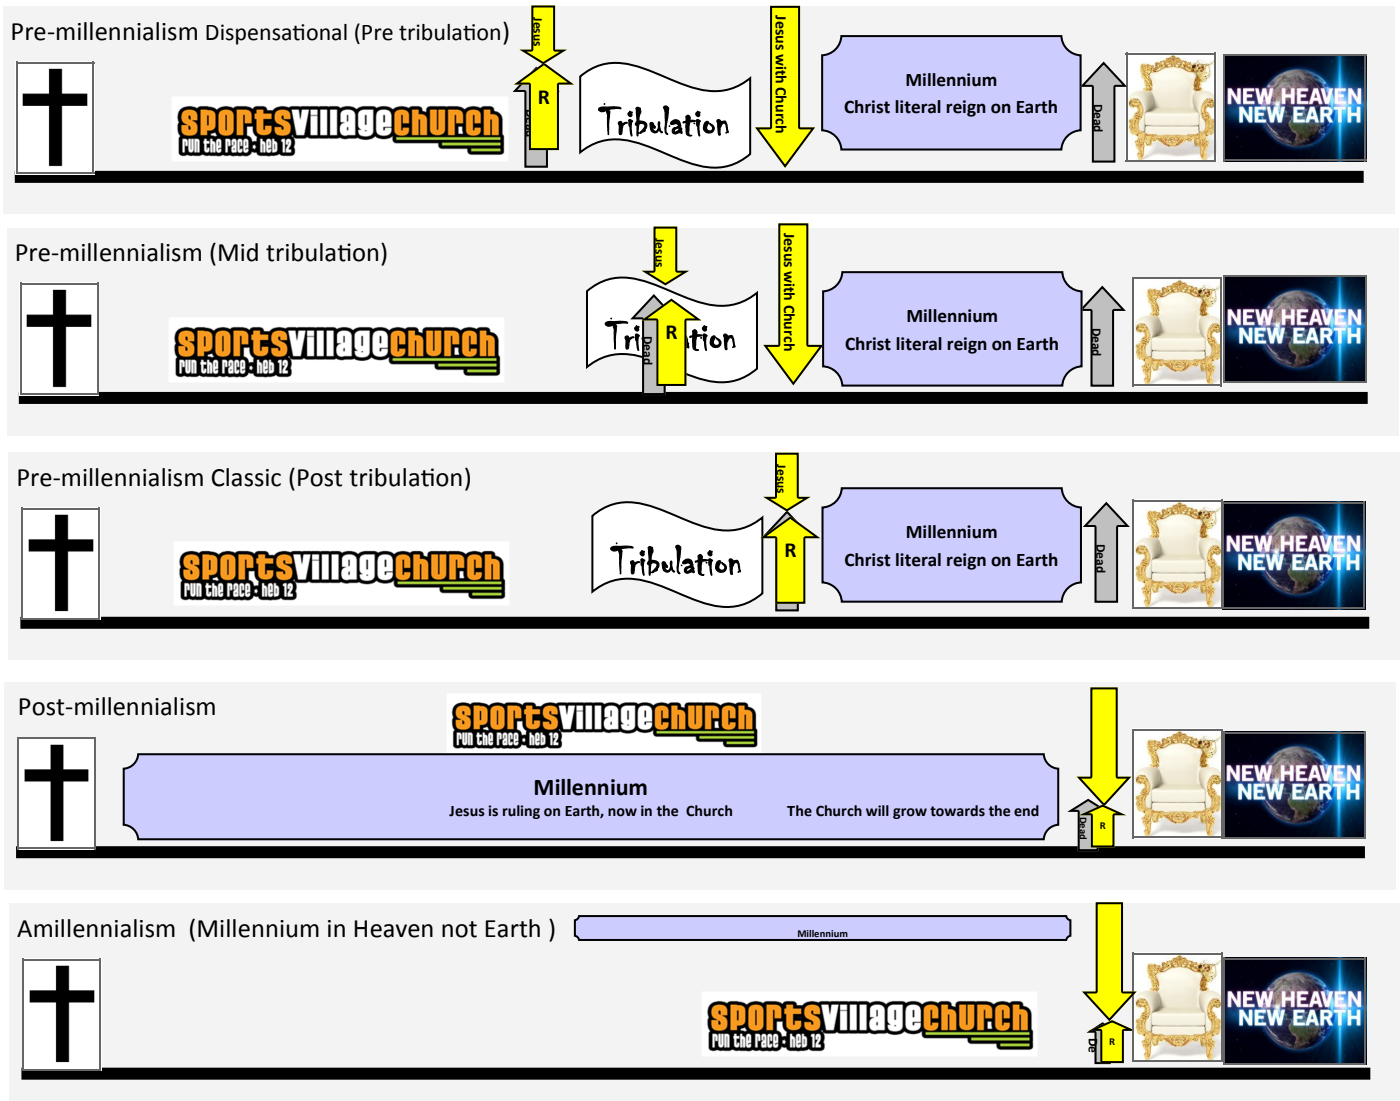 Pre-millennialism Dispensational (Pre tribulation)
Jesus
R
sportsvillagechurch
run the race : heb 12
Tribulation
Jesus with Church
Millennium
Christ literal reign on Earth
Dead
NEW HEAVEN
NEW EARTH
Pre-millennialism (Mid tribulation)
Jesus
Dead
R
sportsvillagechurch
run the race : heb 12
Tri tion
Jesus with Church
Millennium
Christ literal reign on Earth
Dead
NEW HEAVEN
NEW EARTH
Pre-millennialism Classic (Post tribulation)
Jesus
R
sportsvillagechurch
run the race : heb 12
Tribulation
Millennium
Christ literal reign on Earth
Dead
NEW HEAVEN
NEW EARTH
Post-millennialism
sportsvillagechurch
run the race : heb 12
Millennium
Jesus is ruling on Earth, now in the Church The Church will grow towards the end
Dead
R
NEW HEAVEN
NEW EARTH
Amillennialism (Millennium in Heaven not Earth )
Millennium
sportsvillagechurch
run the race : heb 12
De
R
NEW HEAVEN
NEW EARTH